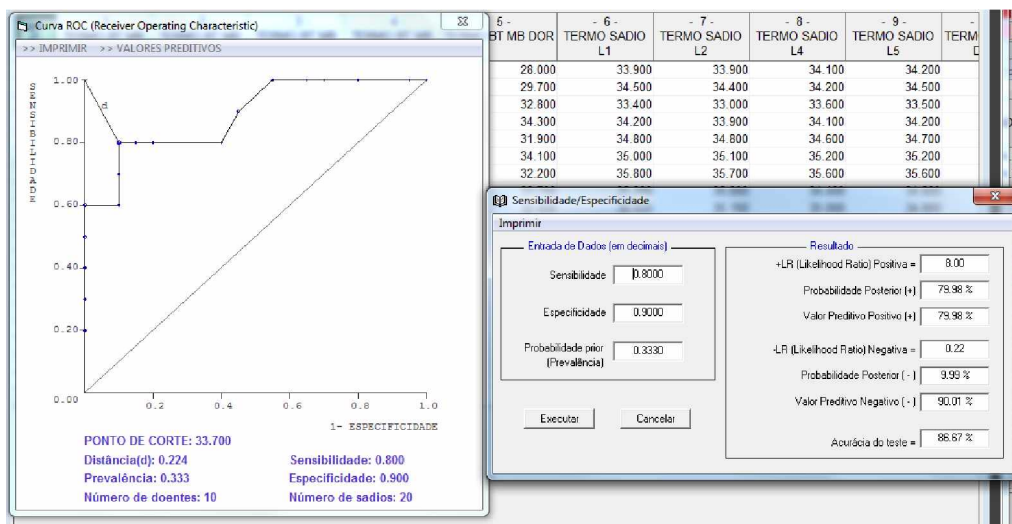 Curva ROC (Receiver Operating Characteristic)
>> IMPRIMIR >> VALORES PREDITIVOS
SENSIBILIDADE
1.00
d
0.80
0.60
0.40
0.20
0.00
0.2 0.4 0.6 0.8 1.0
1- ESPECIFICIDADE
PONTO DE CORTE: 33.700
Distância(d): 0.224 Sensibilidade: 0.800
Prevalência: 0.333 Especificidade: 0.900
Número de doentes: 10 Número de sadios: 20
5 - - 6 - - 7 - - 8 - - 9 - -
BT MB DOR TERMO SADIO TERMO SADIO TERMO SADIO TERMO SADIO TERM
L1 L2 L4 L5
28.000 33.900 33.900 34.100 34.200
29.700 34.500 34.400 34.200 34.500
32.800 33.400 33.000 33.600 33.500
34.300 34.200 33.900 34.100 34.200
31.900 34.800 34.800 34.600 34.700
34.100 35.000 35.100 35.200 35.200
32.200 35.800 35.700 35.600 35.600
Sensibilidade/Especificidade
Imprimir
Entrada de Dados (em decimais)
Sensibilidade 0.8000
Especificidade 0.9000
Probabilidade prior 0.3330
(Prevalência)
Executar Cancelar
Resultado
+LR (Likelihood Ratio) Positiva = 8.00
Probabilidade Posterior (+) 79.98 %
Valor Preditivo Positivo (+) 79.98 %
-LR (Likelihood Ratio) Negativa = 0.22
Probabilidade Posterior ( - ) 9.99 %
Valor Preditivo Negativo ( - ) 90.01 %
Acurácia do teste = 86.67 %